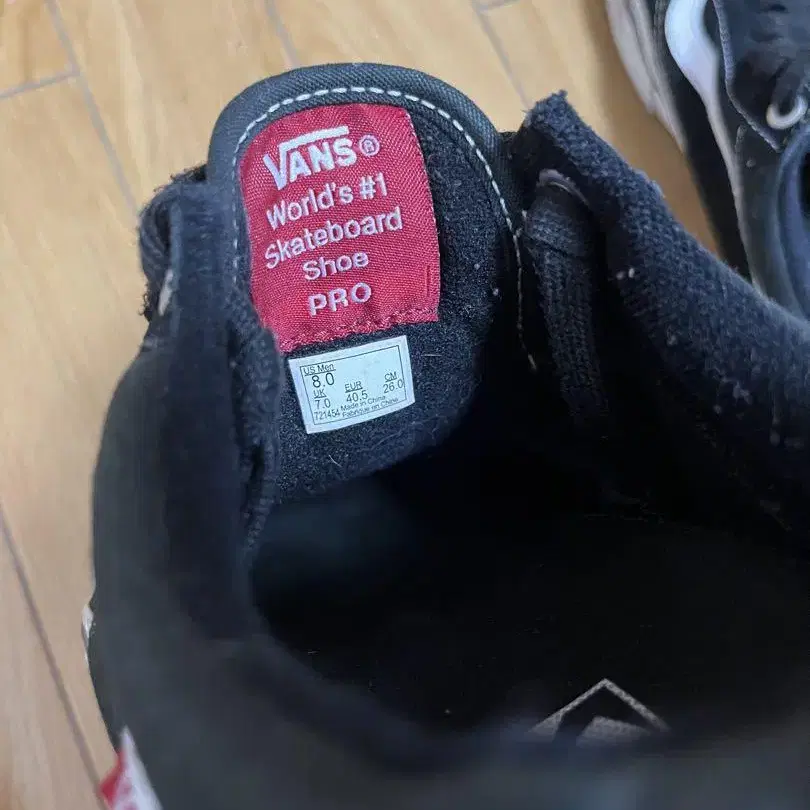 VANS®
World's #1
Skateboard
Shoe
PRO
US Men
8.0
UK EUR CM
7.0 40.5 26.0
721454 Made in China
Fabriqué en Chine